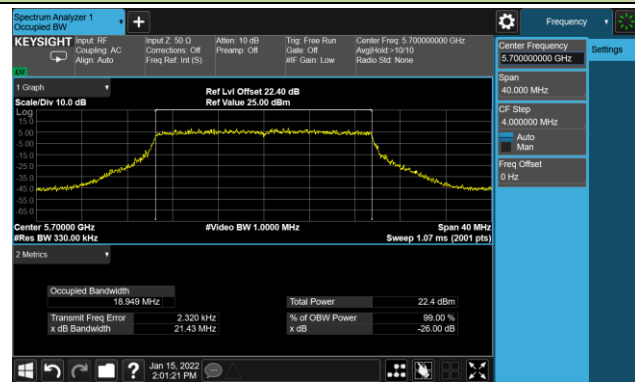 Spectrum Analyzer 1
Occupied BW
Frequency
KEYSIGHT
Input: RF
Coupling: AC
Align: Auto
Input Z: 50 Ω
Corrections: Off
Freq Ref: Int (S)
Atten: 10 dB
Preamp: Off
Trig: Free Run
Gate: Off
#IF Gain: Low
Center Freq: 5.700000000 GHz
Avg|Hold:>10/10
Radio Std: None
Center Frequency
5.700000000 GHz
Settings
Span
40.000 MHz
CF Step
4.000000 MHz
Auto
Man
Freq Offset
0 Hz
1 Graph
Scale/Div 10.0 dB
Ref Lvl Offset 22.40 dB
Ref Value 25.00 dBm
Log
15.0
5.00
-5.00
-15.0
-25.0
-35.0
-45.0
-55.0
-65.0
Center 5.70000 GHz
#Video BW 1.0000 MHz
Span 40 MHz
#Res BW 330.00 kHz
Sweep 1.07 ms (2001 pts)
2 Metrics
Occupied Bandwidth
18.949 MHz
Total Power 22.4 dBm
Transmit Freq Error 2.320 kHz
% of OBW Power 99.00 %
x dB Bandwidth 21.43 MHz
x dB -26.00 dB
Jan 15, 2022
2:01:21 PM